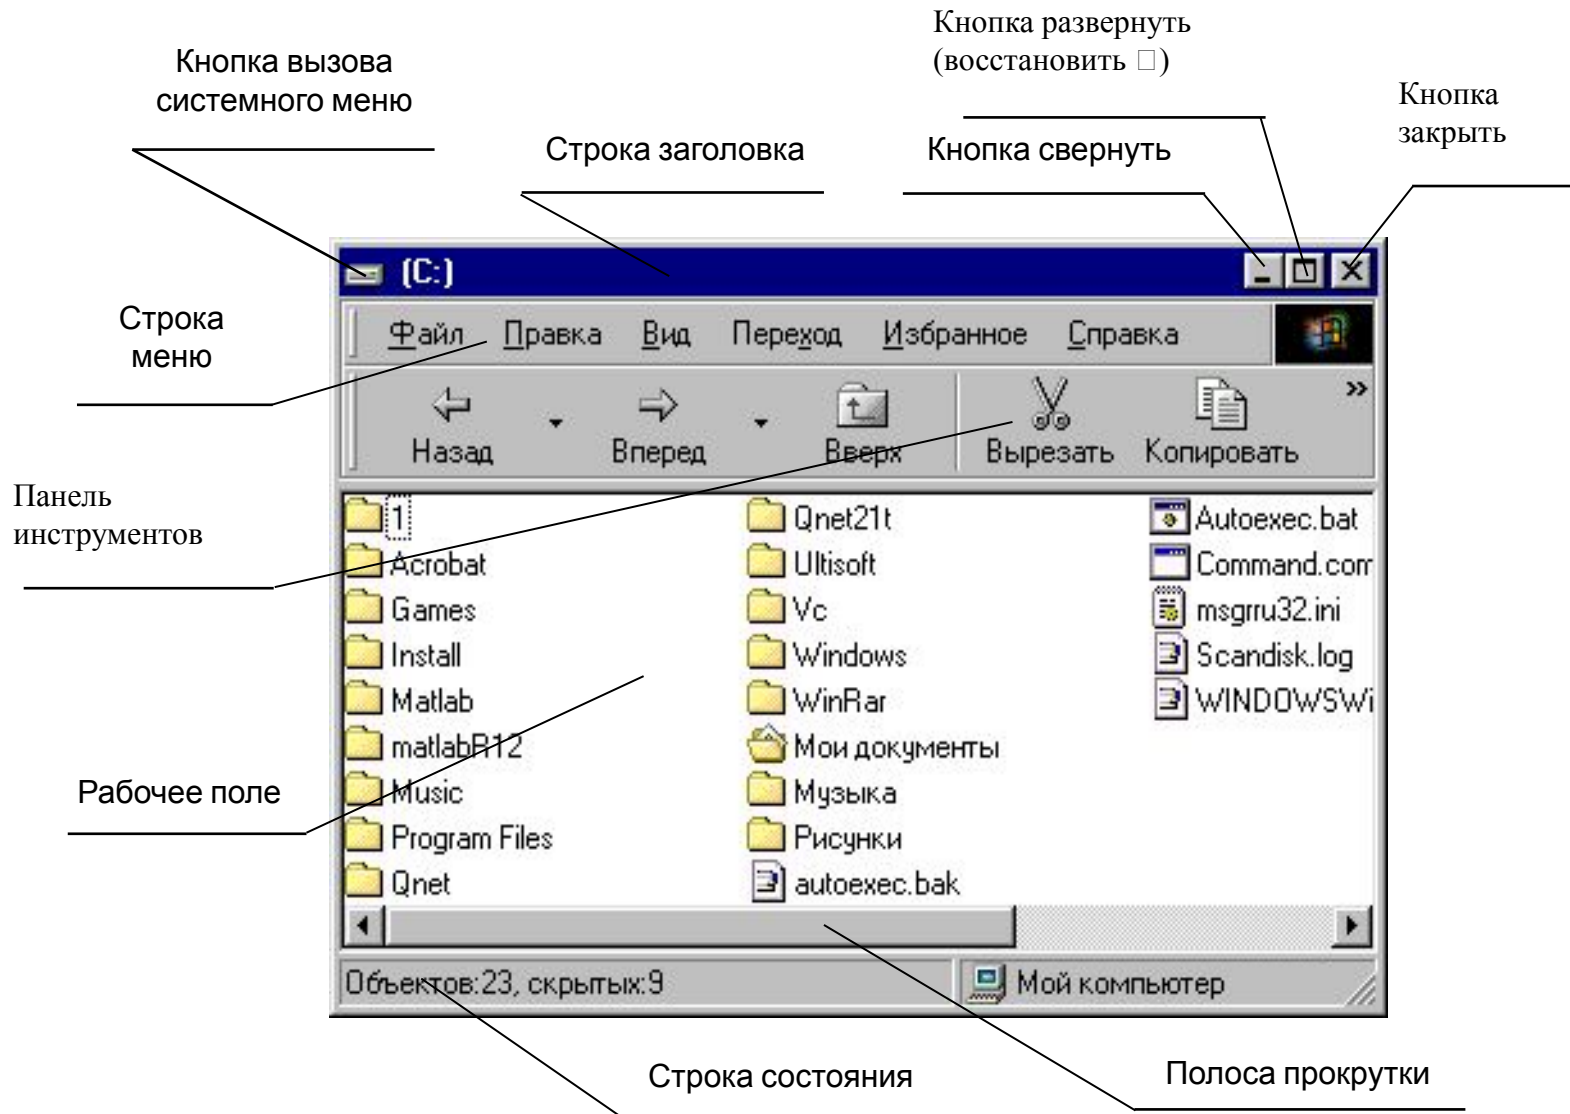 Кнопка развернуть
(восстановить □)
Кнопка вызова
системного меню
Кнопка
закрыть
Строка заголовка
Кнопка свернуть
(C:)
Строка
меню
Файл Правка Вид Переход Избранное Справка
Назад Вперед Вверх Вырезать Копировать »
Панель
инструментов
1 Qnet21t Autoexec.bat
Acrobat Ultisoft Command.com
Games Vc msgrru32.ini
Install Windows Scandisk.log
Matlab WinRar WINDOWSWi
matlabR12 Мои документы
Music Музыка
Рабочее поле
Program Files Рисунки
Qnet autoexec.bak
Объектов:23, скрытых:9 Мой компьютер
Строка состояния
Полоса прокрутки